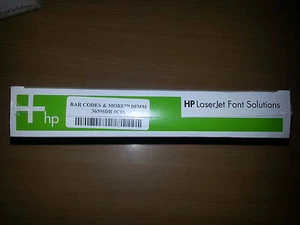 hp
BAR CODES & MORE™ DIMM
HP LaserJet Font Solutions